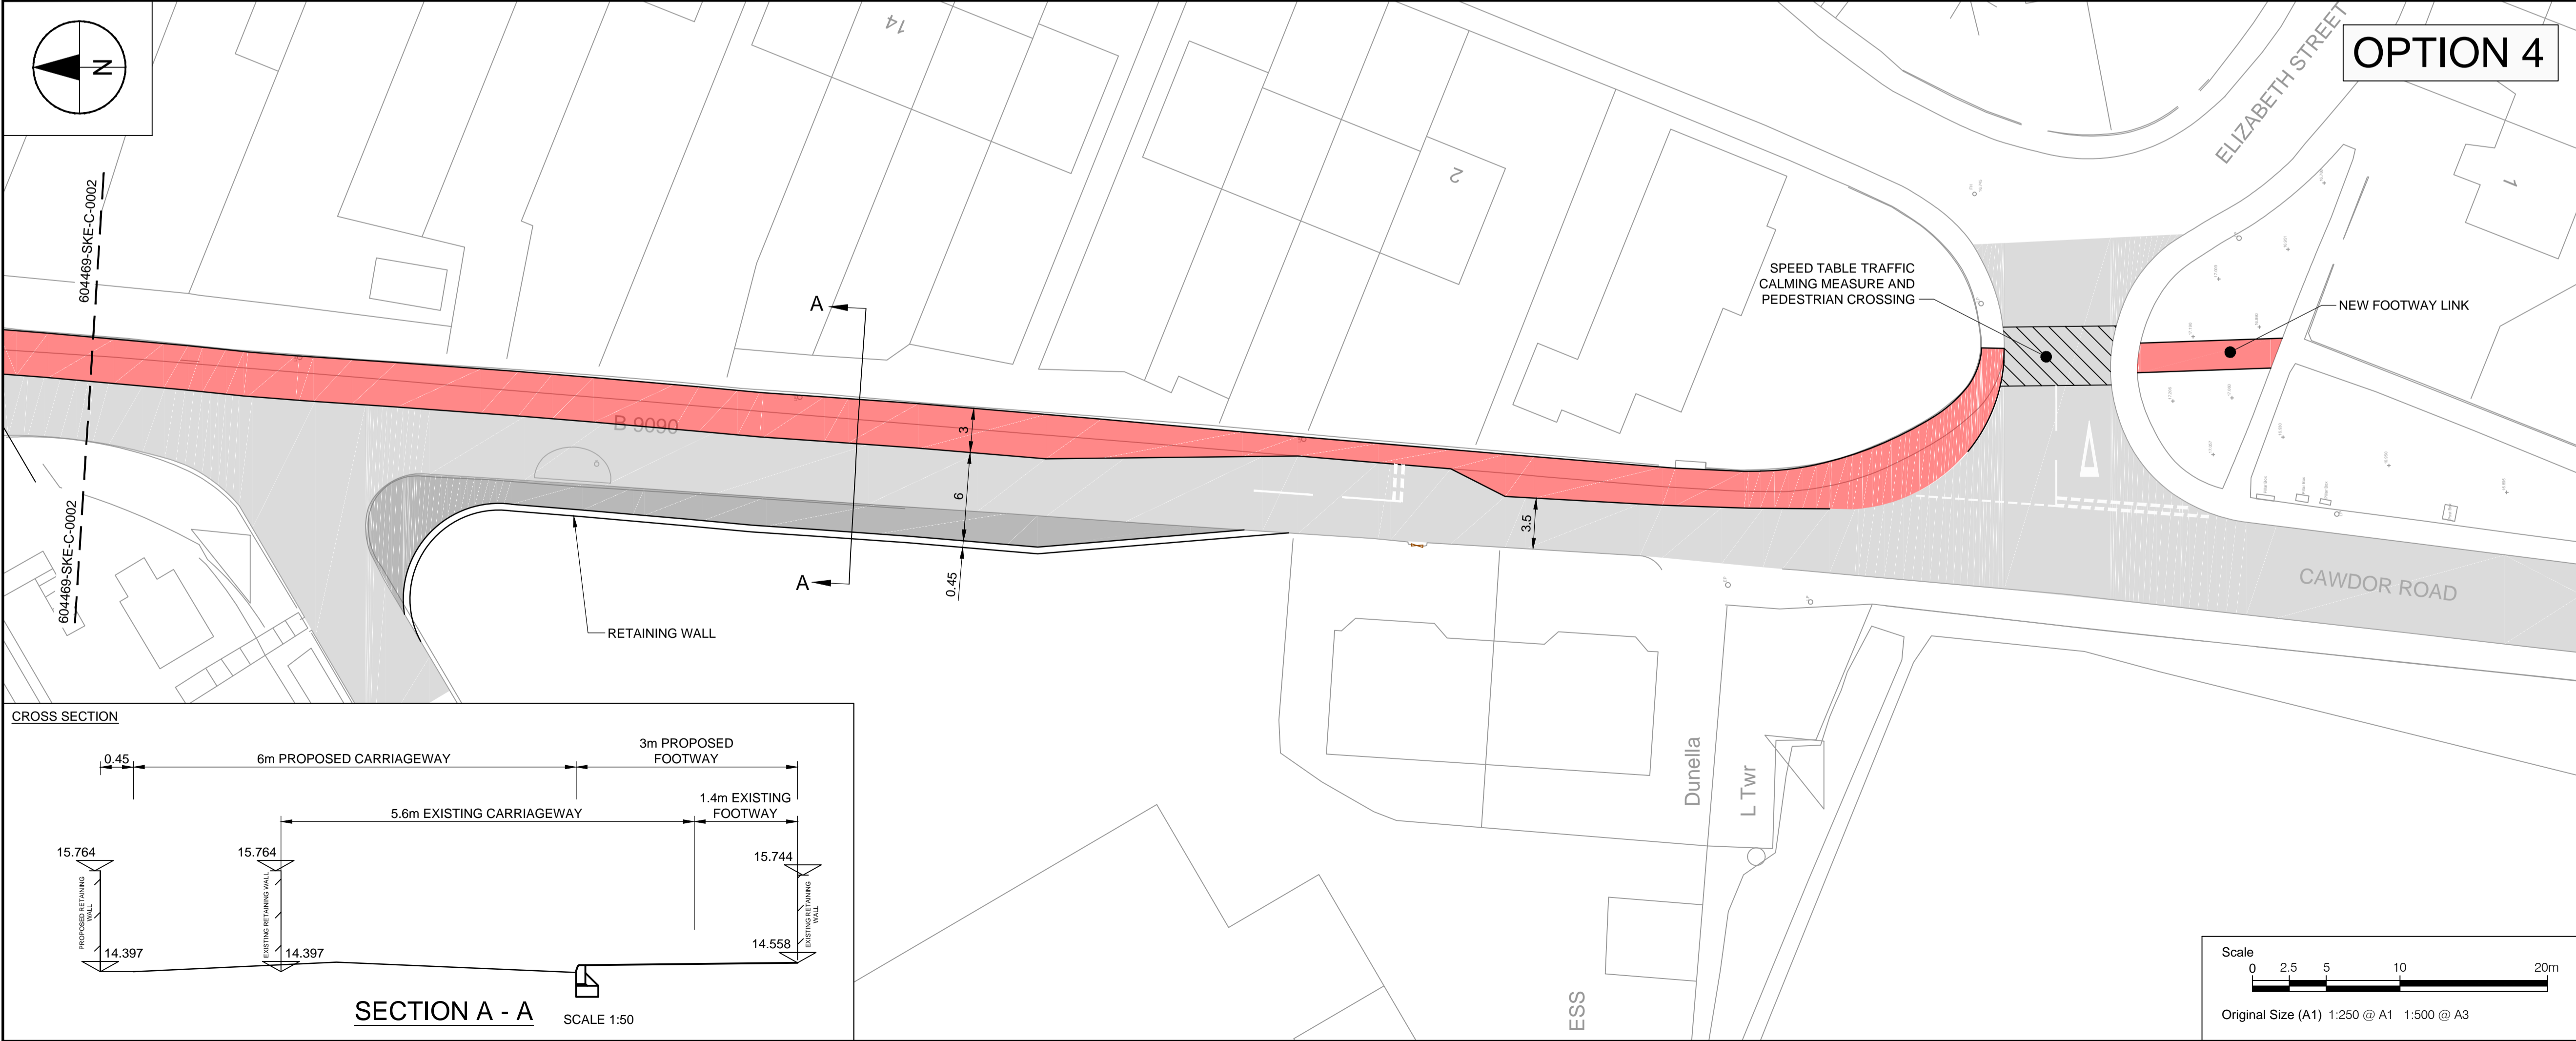 N
OPTION 4
ELIZABETH STREET
14
2
1
604469-SKE-C-0002
604469-SKE-C-0002
A
A
B 9090
3
6
0.45
3.5
SPEED TABLE TRAFFIC
CALMING MEASURE AND
PEDESTRIAN CROSSING
NEW FOOTWAY LINK
CAWDOR ROAD
RETAINING WALL
Dunella
L Twr
ESS
CROSS SECTION
0.45
6m PROPOSED CARRIAGEWAY
3m PROPOSED
FOOTWAY
5.6m EXISTING CARRIAGEWAY
1.4m EXISTING
FOOTWAY
15.764
15.764
15.744
PROPOSED RETAINING
WALL
EXISTING RETAINING WALL
EXISTING RETAINING
WALL
14.397
14.397
14.558
SECTION A - A
SCALE 1:50
Scale
0 2.5 5 10 20m
Original Size (A1) 1:250 @ A1 1:500 @ A3